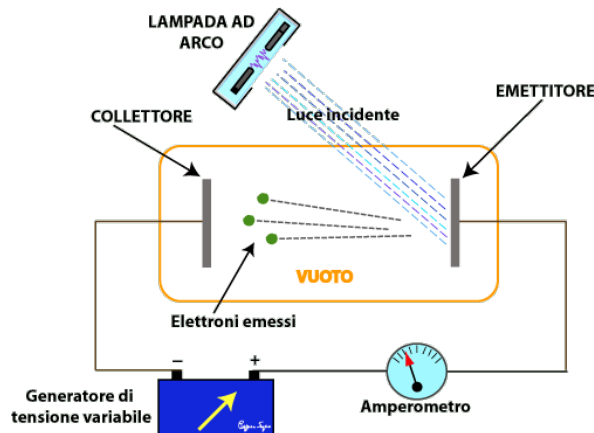 LAMPADA AD
ARCO
EMETTITORE
COLLETTORE
Luce incidente
VUOTO
Elettroni emessi
− +
Generatore di
tensione variabile
Amperometro